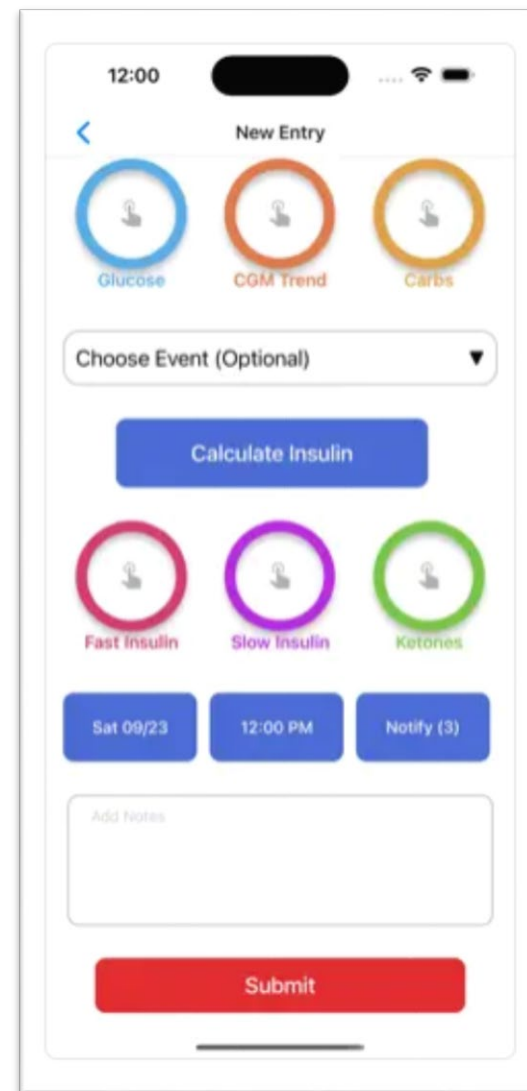 12:00
New Entry
Glucose CGM Trend Carbs
Choose Event (Optional) ▼
Calculate Insulin
Fast Insulin Slow Insulin Ketones
Sat 09/23 12:00 PM Notify (3)
Add Notes
Submit